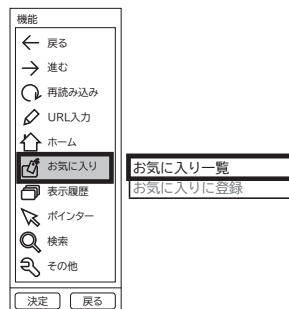 機能
戻る
進む
再読み込み
URL入力
ホーム
お気に入り
お気に入り一覧
お気に入りに登録
表示履歴
ポインター
検索
その他
決定 戻る